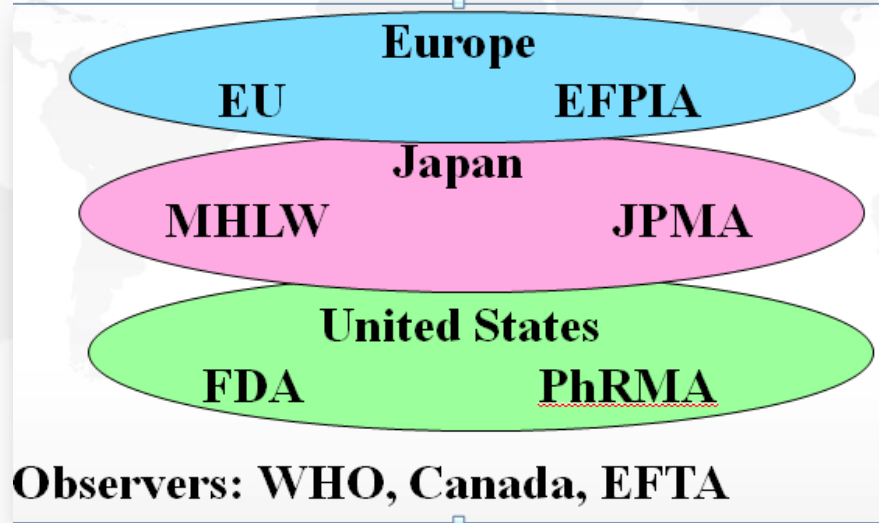 Europe
EU EFPIA
Japan
MHLW JPMA
United States
FDA PhRMA
Observers: WHO, Canada, EFTA